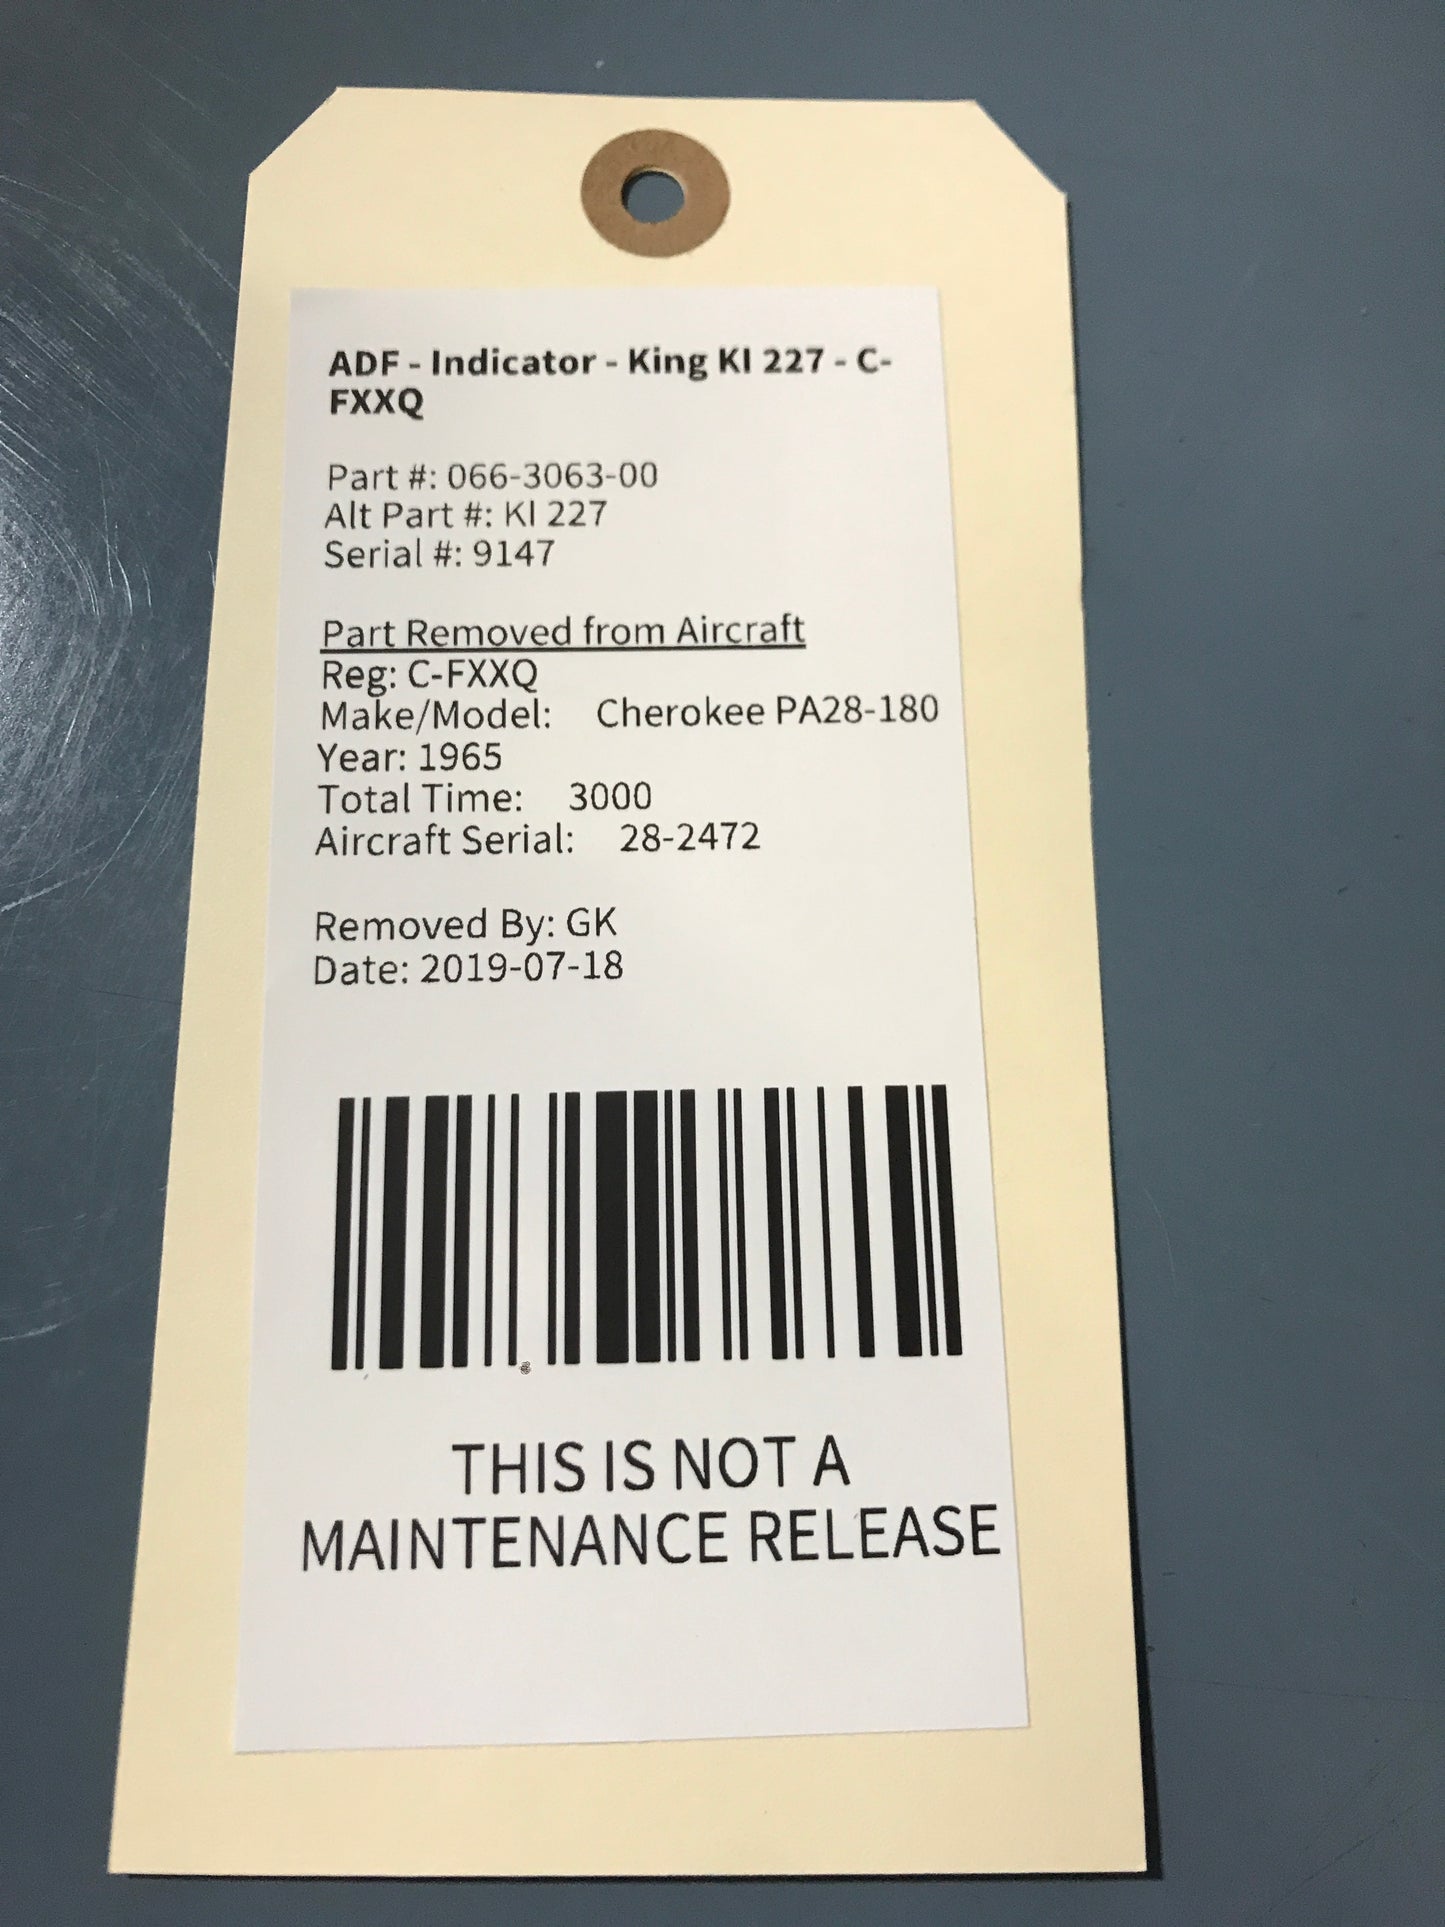 ADF - Indicator - King KI 227 - C-
FXXQ
Part #: 066-3063-00
Alt Part #: KI 227
Serial #: 9147
Part Removed from Aircraft
Reg: C-FXXQ
Make/Model: Cherokee PA28-180
Year: 1965
Total Time: 3000
Aircraft Serial: 28-2472
Removed By: GK
Date: 2019-07-18
THIS IS NOT A
MAINTENANCE RELEASE